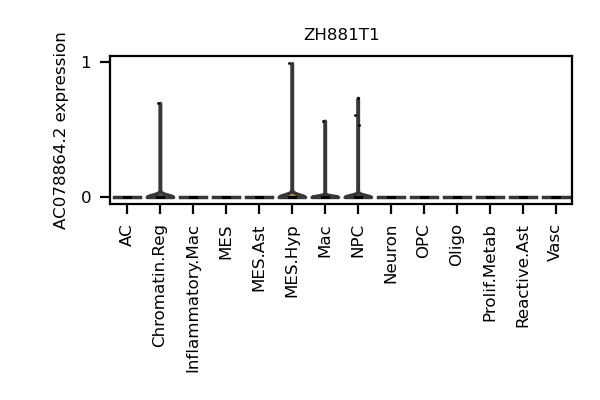 ZH881T1
AC078864.2 expression
1
0
AC
Chromatin.Reg
Inflammatory.Mac
MES
MES.Ast
MES.Hyp
Mac
NPC
Neuron
OPC
Oligo
Prolif.Metab
Reactive.Ast
Vasc